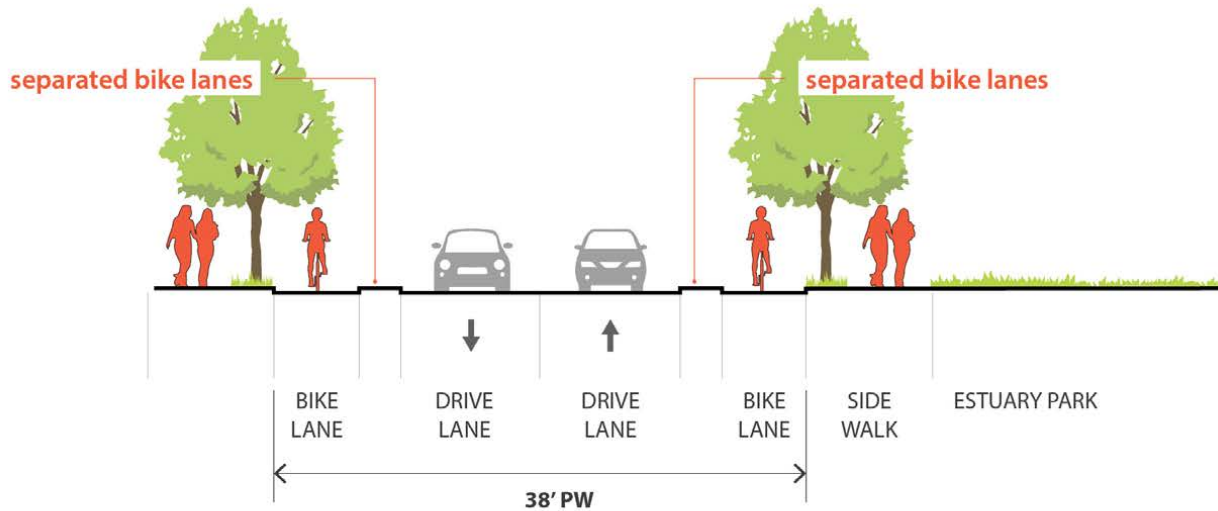 separated bike lanes
separated bike lanes
BIKE
LANE
DRIVE
LANE
DRIVE
LANE
BIKE
LANE
SIDE
WALK
ESTUARY PARK
38' PW